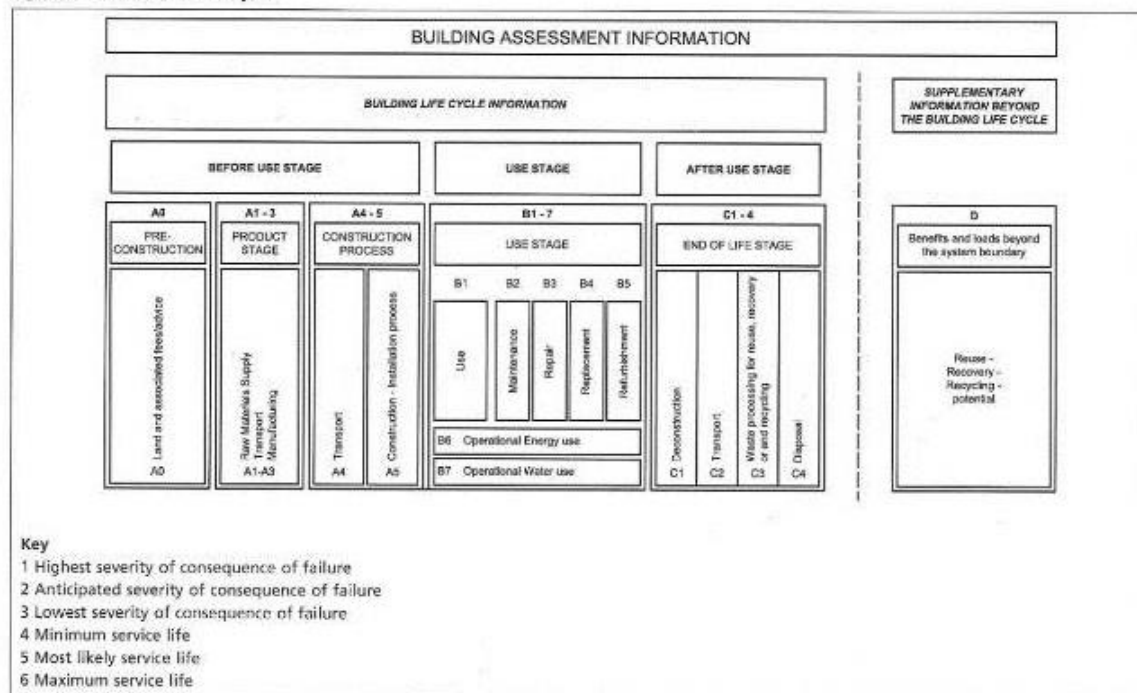 BUILDING ASSESSMENT INFORMATION
BUILDING LIFE CYCLE INFORMATION
SUPPLEMENTARY
INFORMATION BEYOND
THE BUILDING LIFE CYCLE
BEFORE USE STAGE
USE STAGE
AFTER USE STAGE
A0
PRE-
CONSTRUCTION
Land and associated fees/advice
A0
A1 - 3
PRODUCT
STAGE
Raw Materials Supply
Transport
Manufacturing
A1-A3
A4 - 5
CONSTRUCTION
PROCESS
Transport
A4
Construction - Installation process
A5
B1 - 7
USE STAGE
B1
Use
B2
Maintenance
B3
Repair
B4
Replacement
B5
Refurbishment
B6 Operational Energy use
B7 Operational Water use
C1 - 4
END OF LIFE STAGE
Deconstruction
C1
Transport
C2
Waste processing for reuse, recovery
or and recycling
C3
Disposal
C4
D
Benefits and loads beyond
the system boundary
Reuse -
Recovery -
Recycling -
potential
Key
1 Highest severity of consequence of failure
2 Anticipated severity of consequence of failure
3 Lowest severity of consequence of failure
4 Minimum service life
5 Most likely service life
6 Maximum service life